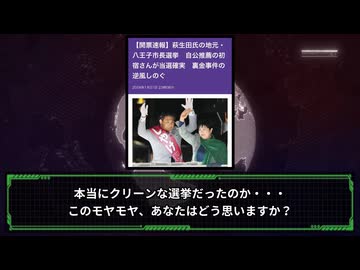 【開票速報】萩生田氏の地元・
八王子市長選挙　自公推薦の初
宿さんが当選確実　裏金事件の
逆風しのぐ
本当にクリーンな選挙だったのか・・・
このモヤモヤ、あなたはどう思いますか？